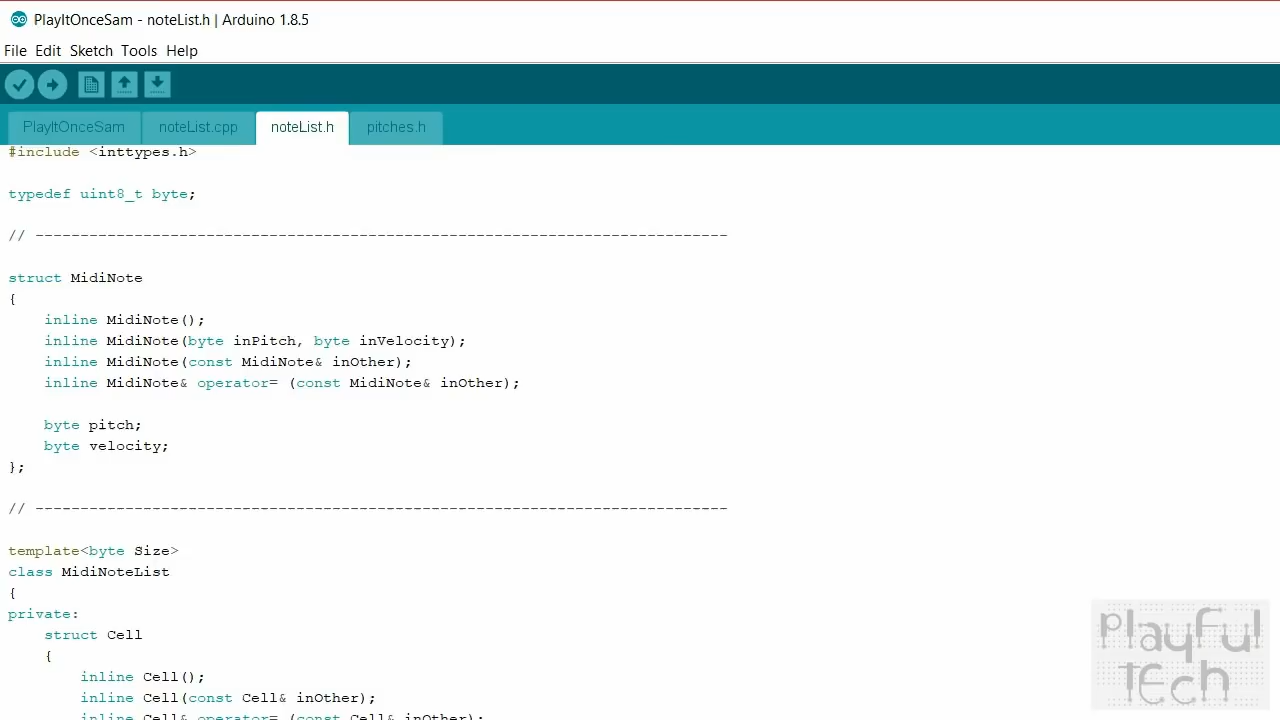 PlayItOnceSam - noteList.h | Arduino 1.8.5
File Edit Sketch Tools Help
PlayItOnceSam noteList.cpp noteList.h pitches.h
#include <inttypes.h>
typedef uint8_t byte;
// -----------------------------------------------------------------------------
struct MidiNote
{
inline MidiNote();
inline MidiNote(byte inPitch, byte inVelocity);
inline MidiNote(const MidiNote& inOther);
inline MidiNote& operator= (const MidiNote& inOther);
byte pitch;
byte velocity;
};
// -----------------------------------------------------------------------------
template<byte Size>
class MidiNoteList
{
private:
struct Cell
{
inline Cell();
inline Cell(const Cell& inOther);
inline Cell& operator= (const Cell& inOther);
playful
tech